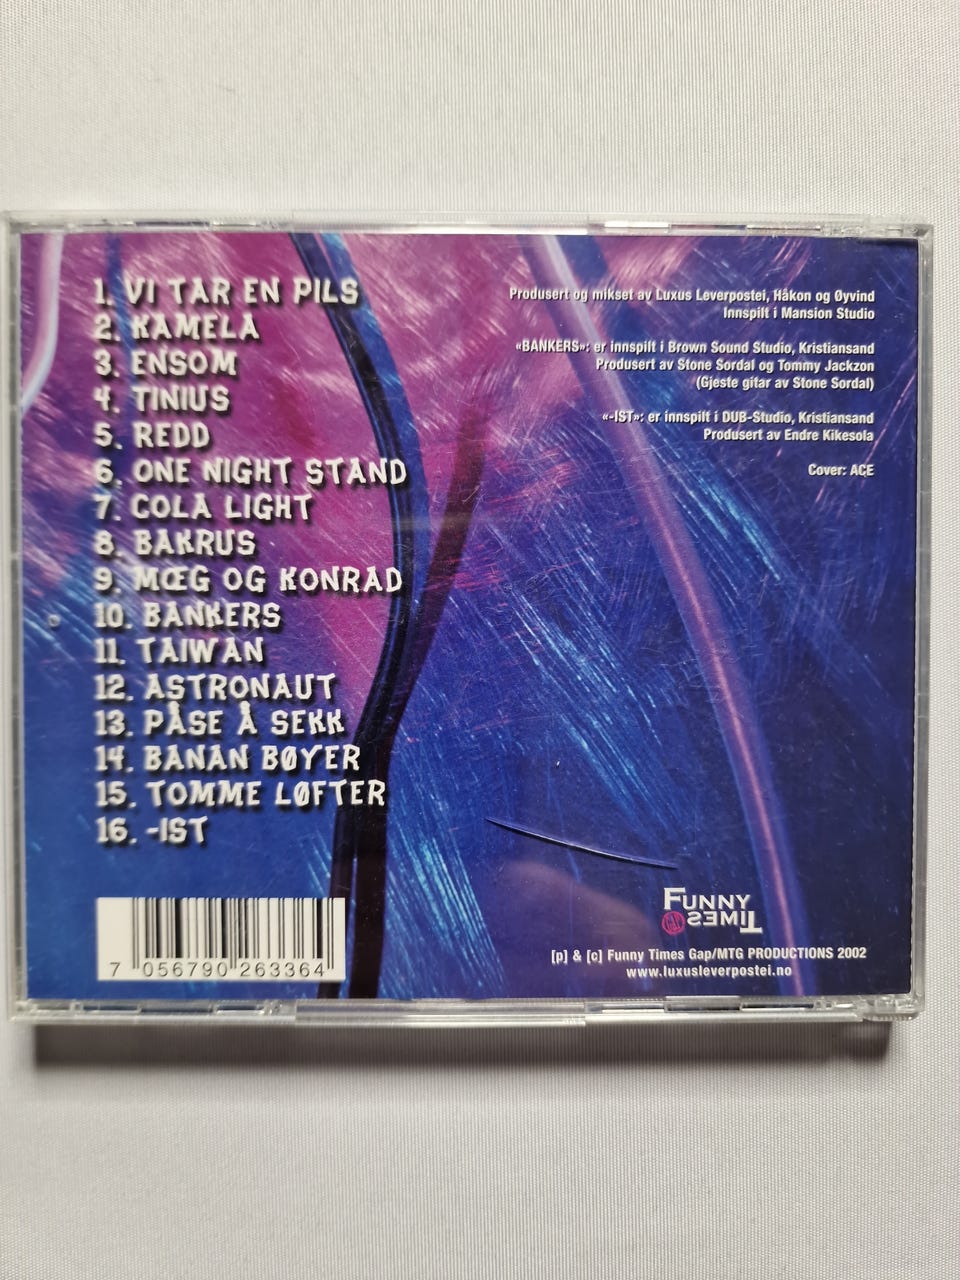 1. VI TAR EN PILS
2. KAMELA
3. ENSOM
4. TINIUS
5. REDD
6. ONE NIGHT STAND
7. COLA LIGHT
8. BAKRUS
9. MŒG OG KONRAD
10. BANKERS
11. TAIWAN
12. ASTRONAUT
13. PÅSE Å SEKK
14. BANAN BØYER
15. TOMME LØFTER
16. -IST
Produsert og mikset av Luxus Leverpostei, Håkon og Øyvind
Innspilt i Mansion Studio
«BANKERS»: er innspilt i Brown Sound Studio, Kristiansand
Produsert av Stone Sordal og Tommy Jackzon
(Gjeste gitar av Stone Sordal)
«-IST»: er innspilt i DUB-Studio, Kristiansand
Produsert av Endre Kikesola
Cover: ACE
7 056790 263364
FUNNY
TIMES
[p] & [c] Funny Times Gap/MTG PRODUCTIONS 2002
www.luxusleverpostei.no